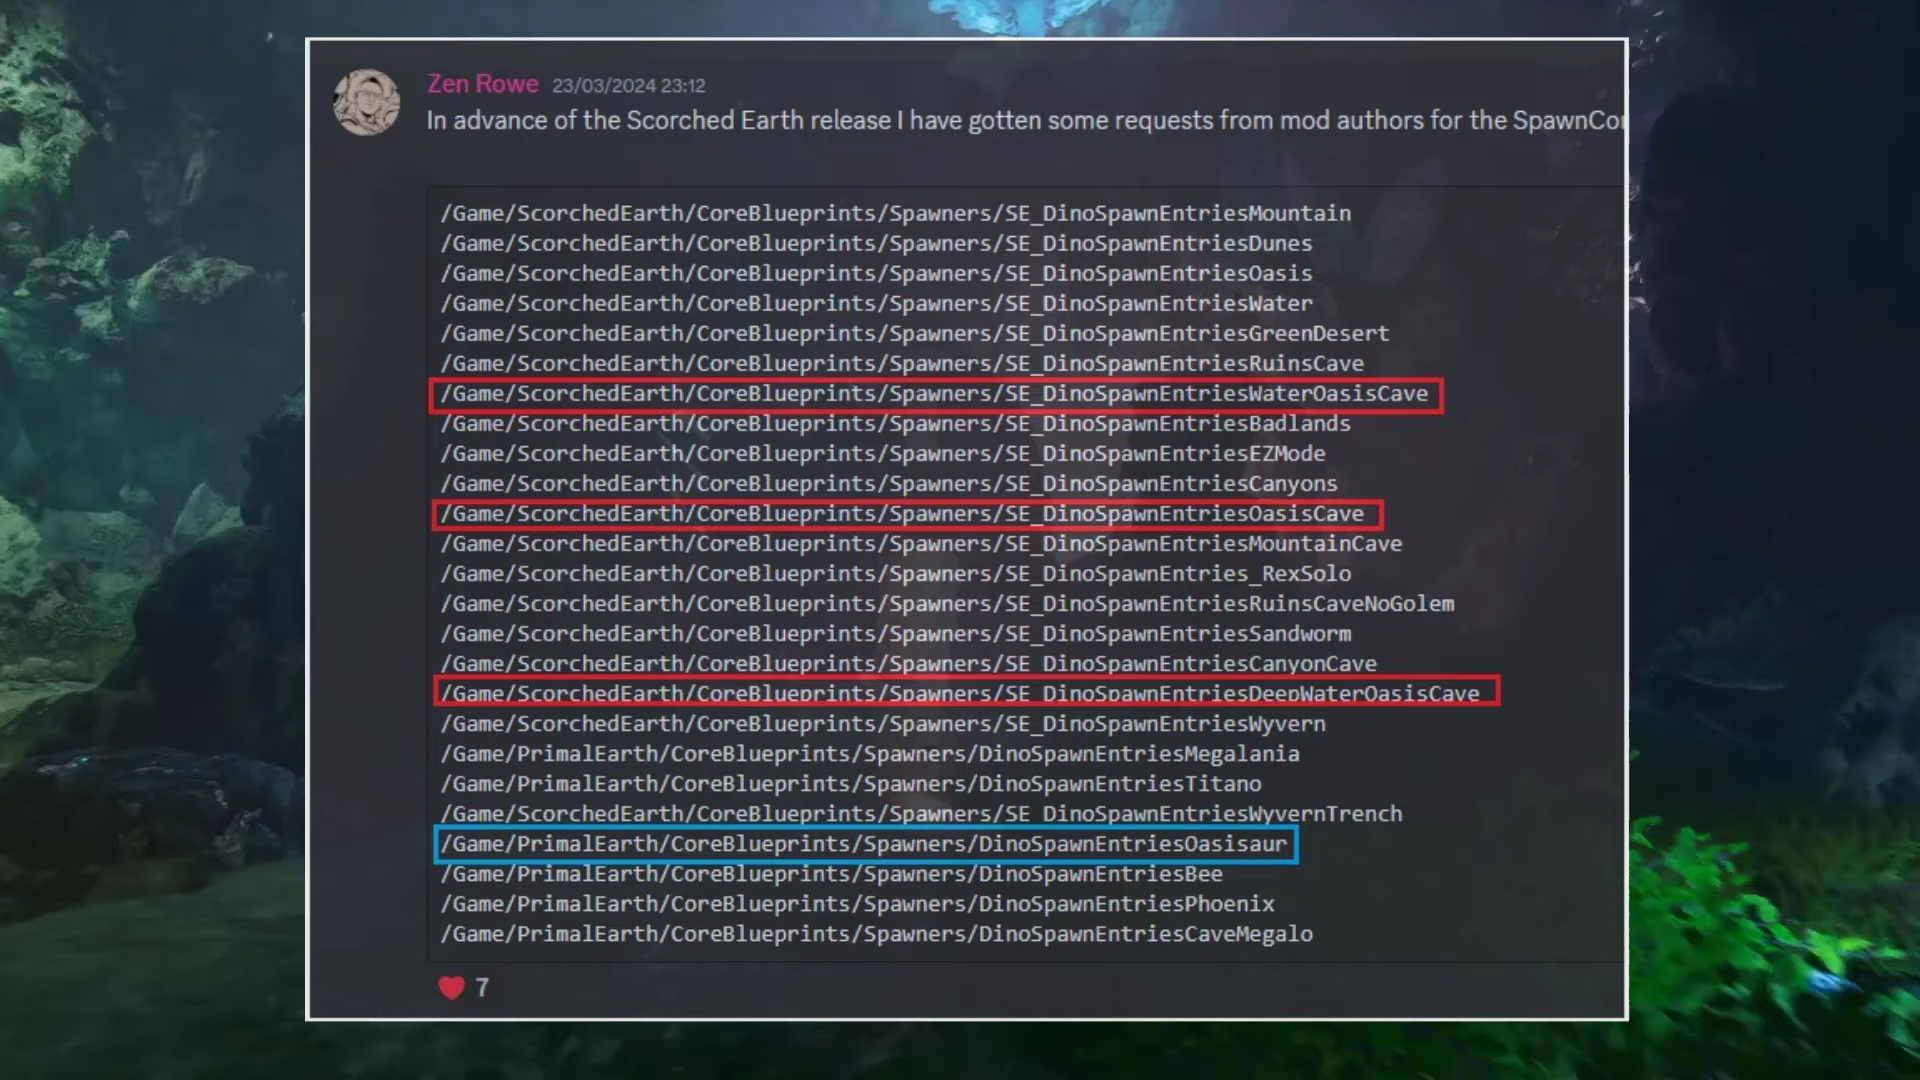 Zen Rowe 23/03/2024 23:12
In advance of the Scorched Earth release I have gotten some requests from mod authors for the SpawnCo
/Game/ScorchedEarth/CoreBlueprints/Spawners/SE_DinoSpawnEntriesMountain
/Game/ScorchedEarth/CoreBlueprints/Spawners/SE_DinoSpawnEntriesDunes
/Game/ScorchedEarth/CoreBlueprints/Spawners/SE_DinoSpawnEntriesOasis
/Game/ScorchedEarth/CoreBlueprints/Spawners/SE_DinoSpawnEntriesWater
/Game/ScorchedEarth/CoreBlueprints/Spawners/SE_DinoSpawnEntriesGreenDesert
/Game/ScorchedEarth/CoreBlueprints/Spawners/SE_DinoSpawnEntriesRuinsCave
/Game/ScorchedEarth/CoreBlueprints/Spawners/SE_DinoSpawnEntriesWaterOasisCave
/Game/ScorchedEarth/CoreBlueprints/Spawners/SE_DinoSpawnEntriesBadlands
/Game/ScorchedEarth/CoreBlueprints/Spawners/SE_DinoSpawnEntriesEZMode
/Game/ScorchedEarth/CoreBlueprints/Spawners/SE_DinoSpawnEntriesCanyons
/Game/ScorchedEarth/CoreBlueprints/Spawners/SE_DinoSpawnEntriesOasisCave
/Game/ScorchedEarth/CoreBlueprints/Spawners/SE_DinoSpawnEntriesMountainCave
/Game/ScorchedEarth/CoreBlueprints/Spawners/SE_DinoSpawnEntries_RexSolo
/Game/ScorchedEarth/CoreBlueprints/Spawners/SE_DinoSpawnEntriesRuinsCaveNoGolem
/Game/ScorchedEarth/CoreBlueprints/Spawners/SE_DinoSpawnEntriesSandworm
/Game/ScorchedEarth/CoreBlueprints/Spawners/SE_DinoSpawnEntriesCanyonCave
/Game/ScorchedEarth/CoreBlueprints/Spawners/SE_DinoSpawnEntriesDeepWaterOasisCave
/Game/ScorchedEarth/CoreBlueprints/Spawners/SE_DinoSpawnEntriesWyvern
/Game/PrimalEarth/CoreBlueprints/Spawners/DinoSpawnEntriesMegalania
/Game/PrimalEarth/CoreBlueprints/Spawners/DinoSpawnEntriesTitano
/Game/ScorchedEarth/CoreBlueprints/Spawners/SE_DinoSpawnEntriesWyvernTrench
/Game/PrimalEarth/CoreBlueprints/Spawners/DinoSpawnEntriesOasisaur
/Game/PrimalEarth/CoreBlueprints/Spawners/DinoSpawnEntriesBee
/Game/PrimalEarth/CoreBlueprints/Spawners/DinoSpawnEntriesPhoenix
/Game/PrimalEarth/CoreBlueprints/Spawners/DinoSpawnEntriesCaveMegalo
7